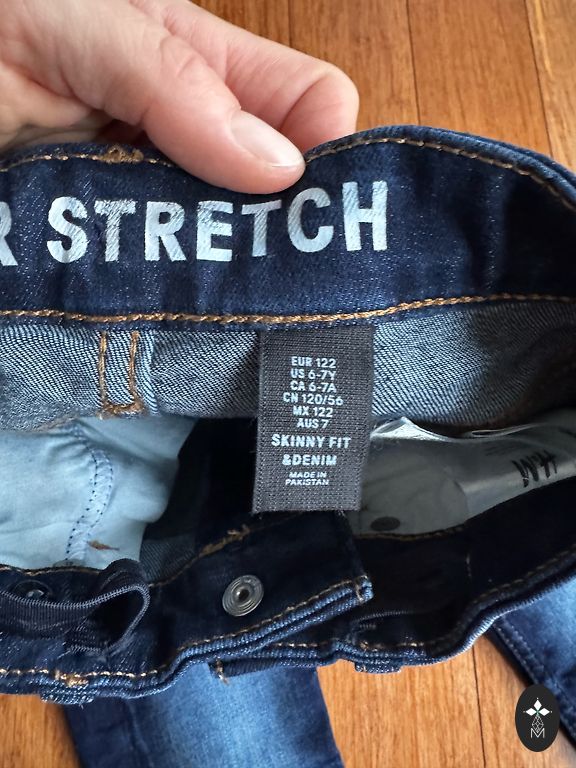 R STRETCH
EUR 122
US 6-7Y
CA 6-7A
CN 120/56
MX 122
AUS 7
SKINNY FIT
&DENIM
MADE IN
PAKISTAN
H&M
M